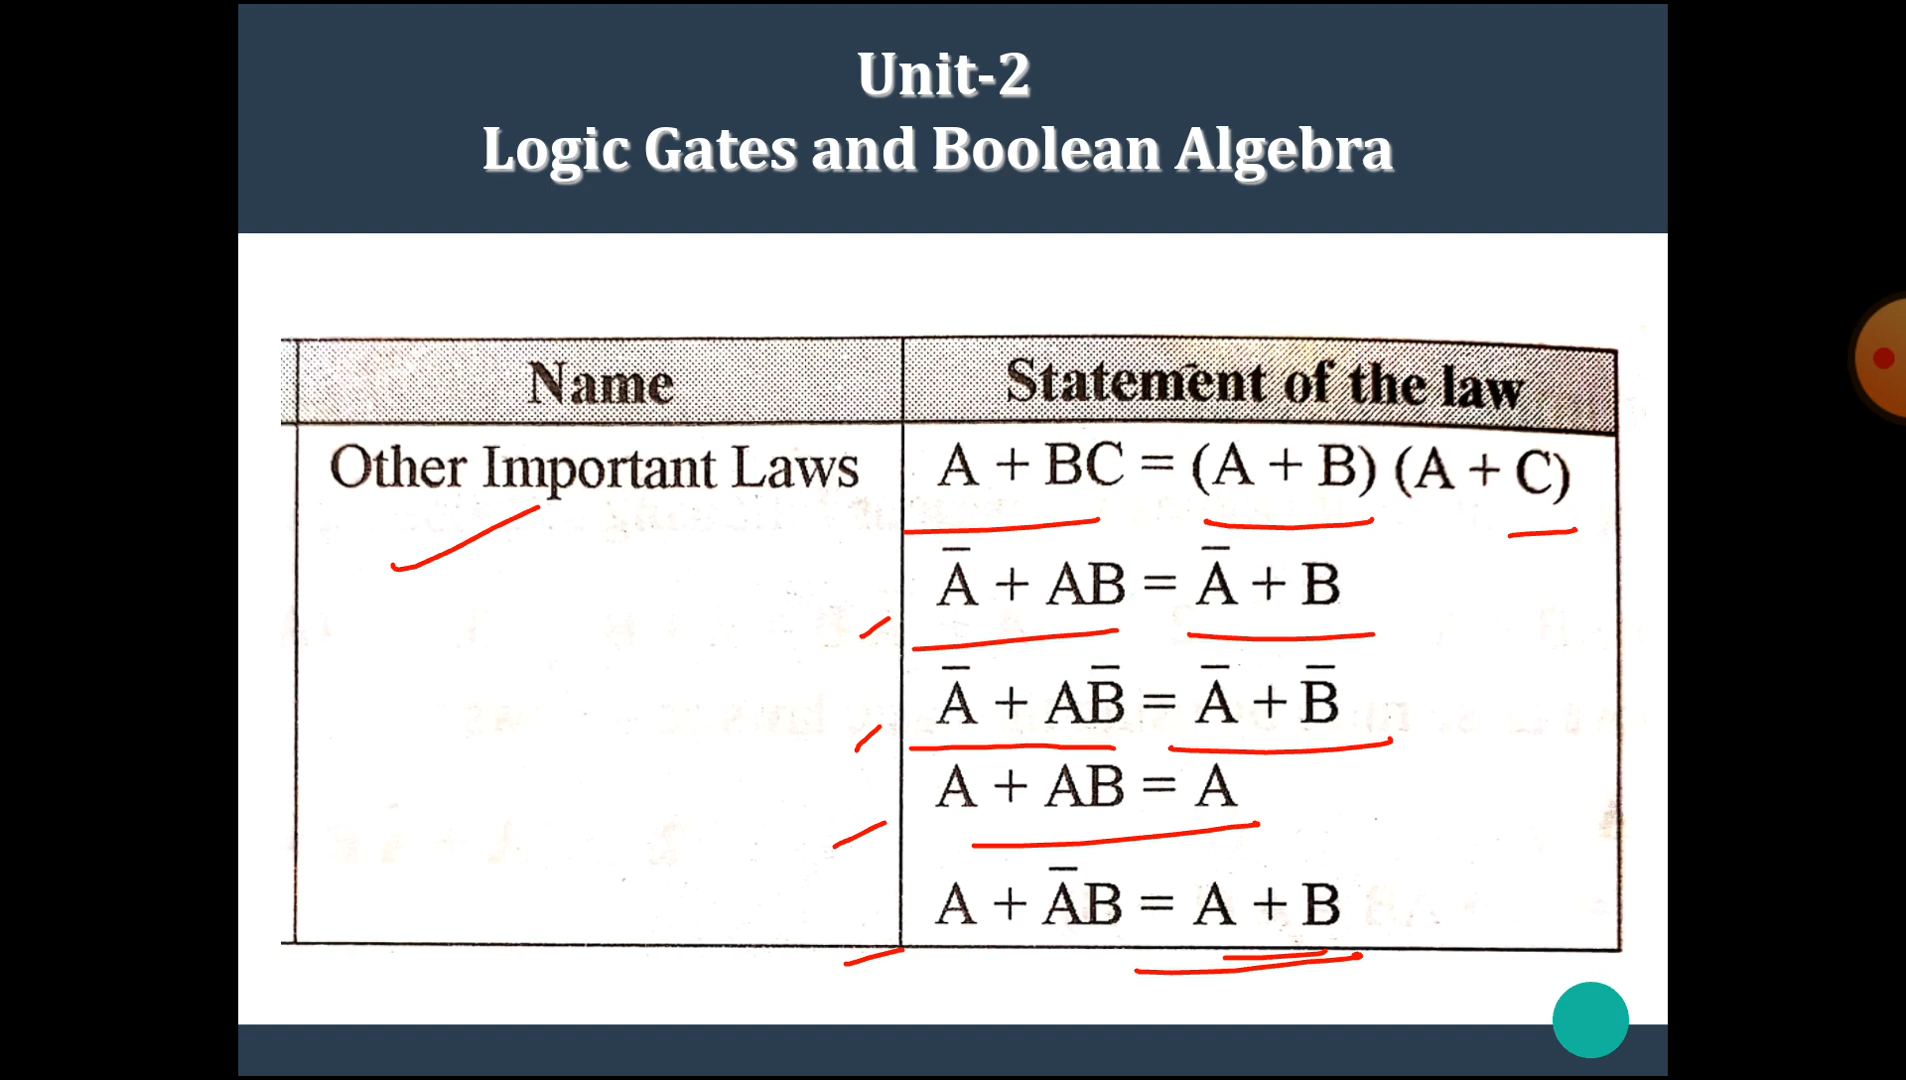 Unit-2
Logic Gates and Boolean Algebra
Name Statement of the law
Other Important Laws A + BC = (A + B) (A + C)
A̅ + AB = A̅ + B
A̅ + AB̅ = A̅ + B̅
A + AB = A
A + A̅B = A + B